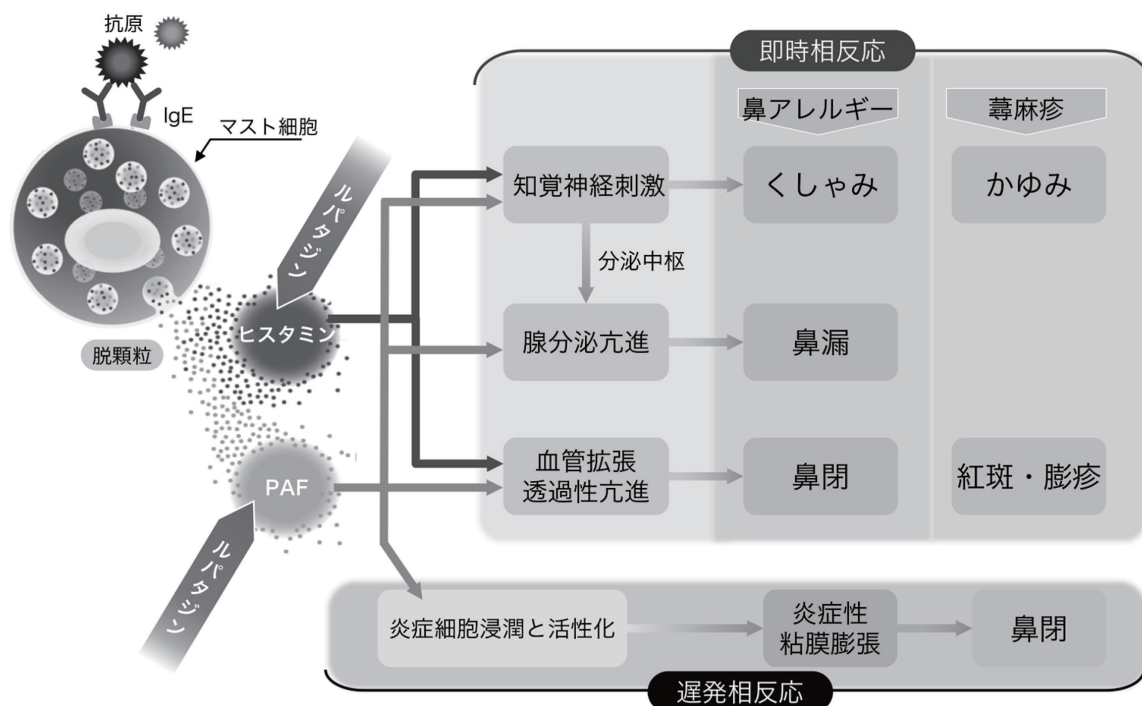 抗原
IgE
マスト細胞
脱顆粒
ルパタジン
ヒスタミン
PAF
ルパタジン
即時相反応
鼻アレルギー
蕁麻疹
知覚神経刺激
くしゃみ
かゆみ
分泌中枢
腺分泌亢進
鼻漏
血管拡張
透過性亢進
鼻閉
紅斑・膨疹
炎症細胞浸潤と活性化
炎症性
粘膜膨張
鼻閉
遅発相反応